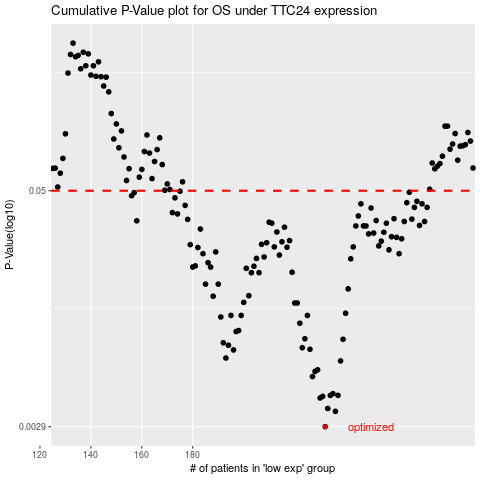 Cumulative P-Value plot for OS under TTC24 expression
P-Value(log10)
0.05
0.0029
optimized
120 140 160 180
# of patients in 'low exp' group